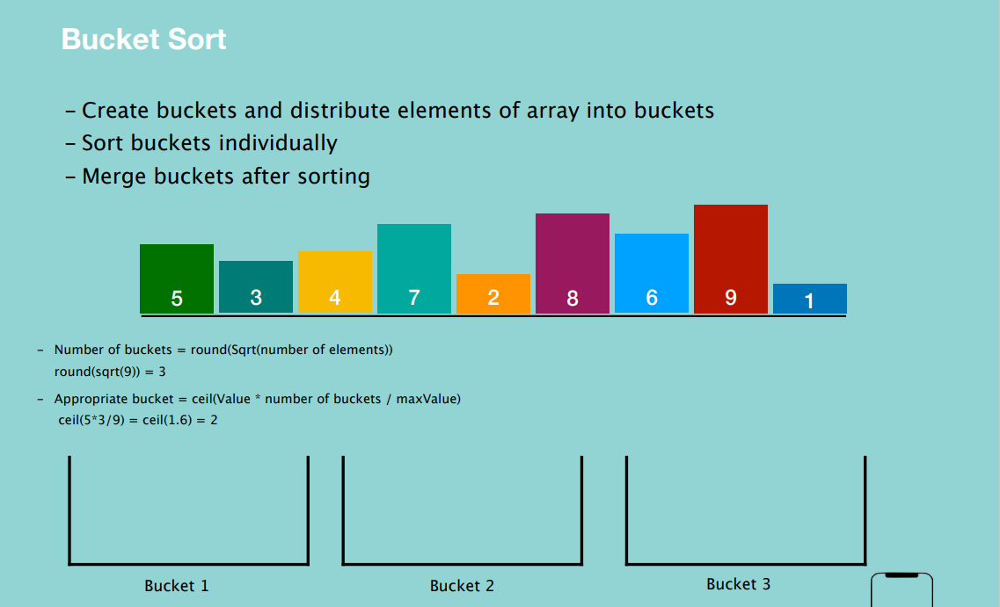 Bucket Sort
– Create buckets and distribute elements of array into buckets
– Sort buckets individually
– Merge buckets after sorting
5 3 4 7 2 8 6 9 1
– Number of buckets = round(Sqrt(number of elements))
round(sqrt(9)) = 3
– Appropriate bucket = ceil(Value * number of buckets / maxValue)
ceil(5*3/9) = ceil(1.6) = 2
Bucket 1 Bucket 2 Bucket 3